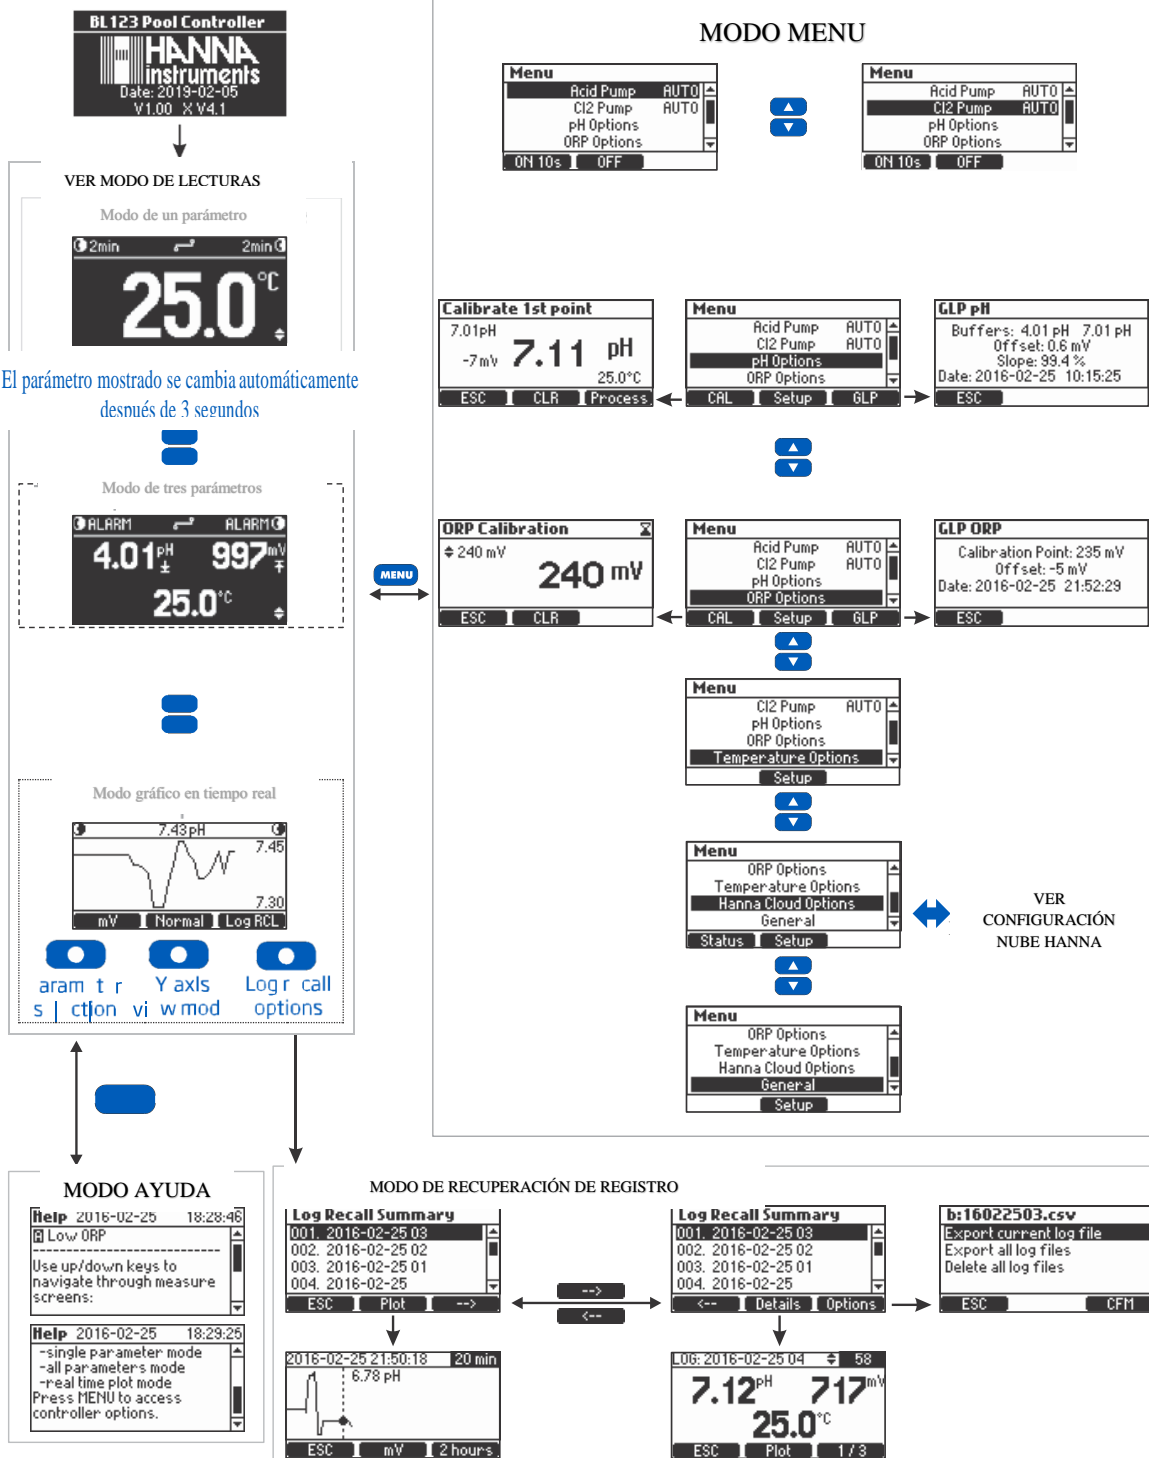 BL123 Pool Controller
HANNA
instruments
Date: 2019-02-05
V1.00 X V4.1
VER MODO DE LECTURAS
Modo de un parámetro
2min 2min
25.0°C
El parámetro mostrado se cambia automáticamente
después de 3 segundos
Modo de tres parámetros
ALARM ALARM
4.01 pH 997 mV
25.0°C
Modo gráfico en tiempo real
7.43 pH
7.45
7.30
mV Normal Log RCL
aram t r
s | ction
Y axls
vi w mod
Log r call
options
MENU
MODO MENU
Menu
Acid Pump AUTO
Cl2 Pump AUTO
pH Options
ORP Options
ON 10s OFF
Menu
Acid Pump AUTO
Cl2 Pump AUTO
pH Options
ORP Options
ON 10s OFF
Calibrate 1st point
7.01pH
-7 mV 7.11 pH
25.0°C
ESC CLR Process
Menu
Acid Pump AUTO
Cl2 Pump AUTO
pH Options
ORP Options
CAL Setup GLP
GLP pH
Buffers: 4.01 pH 7.01 pH
Offset: 0.6 mV
Slope: 99.4 %
Date: 2016-02-25 10:15:25
ESC
ORP Calibration
240 mV
240 mV
ESC CLR
Menu
Acid Pump AUTO
Cl2 Pump AUTO
pH Options
ORP Options
CAL Setup GLP
GLP ORP
Calibration Point: 235 mV
Offset: -5 mV
Date: 2016-02-25 21:52:29
ESC
Menu
Cl2 Pump AUTO
pH Options
ORP Options
Temperature Options
Setup
Menu
ORP Options
Temperature Options
Hanna Cloud Options
General
Status Setup
VER
CONFIGURACIÓN
NUBE HANNA
Menu
ORP Options
Temperature Options
Hanna Cloud Options
General
Setup
MODO AYUDA
Help 2016-02-25 18:28:46
A Low ORP
----------------------------
Use up/down keys to
navigate through measure
screens:
Help 2016-02-25 18:29:25
-single parameter mode
-all parameters mode
-real time plot mode
Press MENU to access
controller options.
MODO DE RECUPERACIÓN DE REGISTRO
Log Recall Summary
001. 2016-02-25 03
002. 2016-02-25 02
003. 2016-02-25 01
004. 2016-02-25
ESC Plot -->
-->
<--
Log Recall Summary
001. 2016-02-25 03
002. 2016-02-25 02
003. 2016-02-25 01
004. 2016-02-25
<-- Details Options
b:16022503.csv
Export current log file
Export all log files
Delete all log files
ESC CFM
2016-02-25 21:50:18 20 min
6.78 pH
ESC mV 2 hours
LOG: 2016-02-25 04 58
7.12 pH 717 mV
25.0°C
ESC Plot 1 / 3